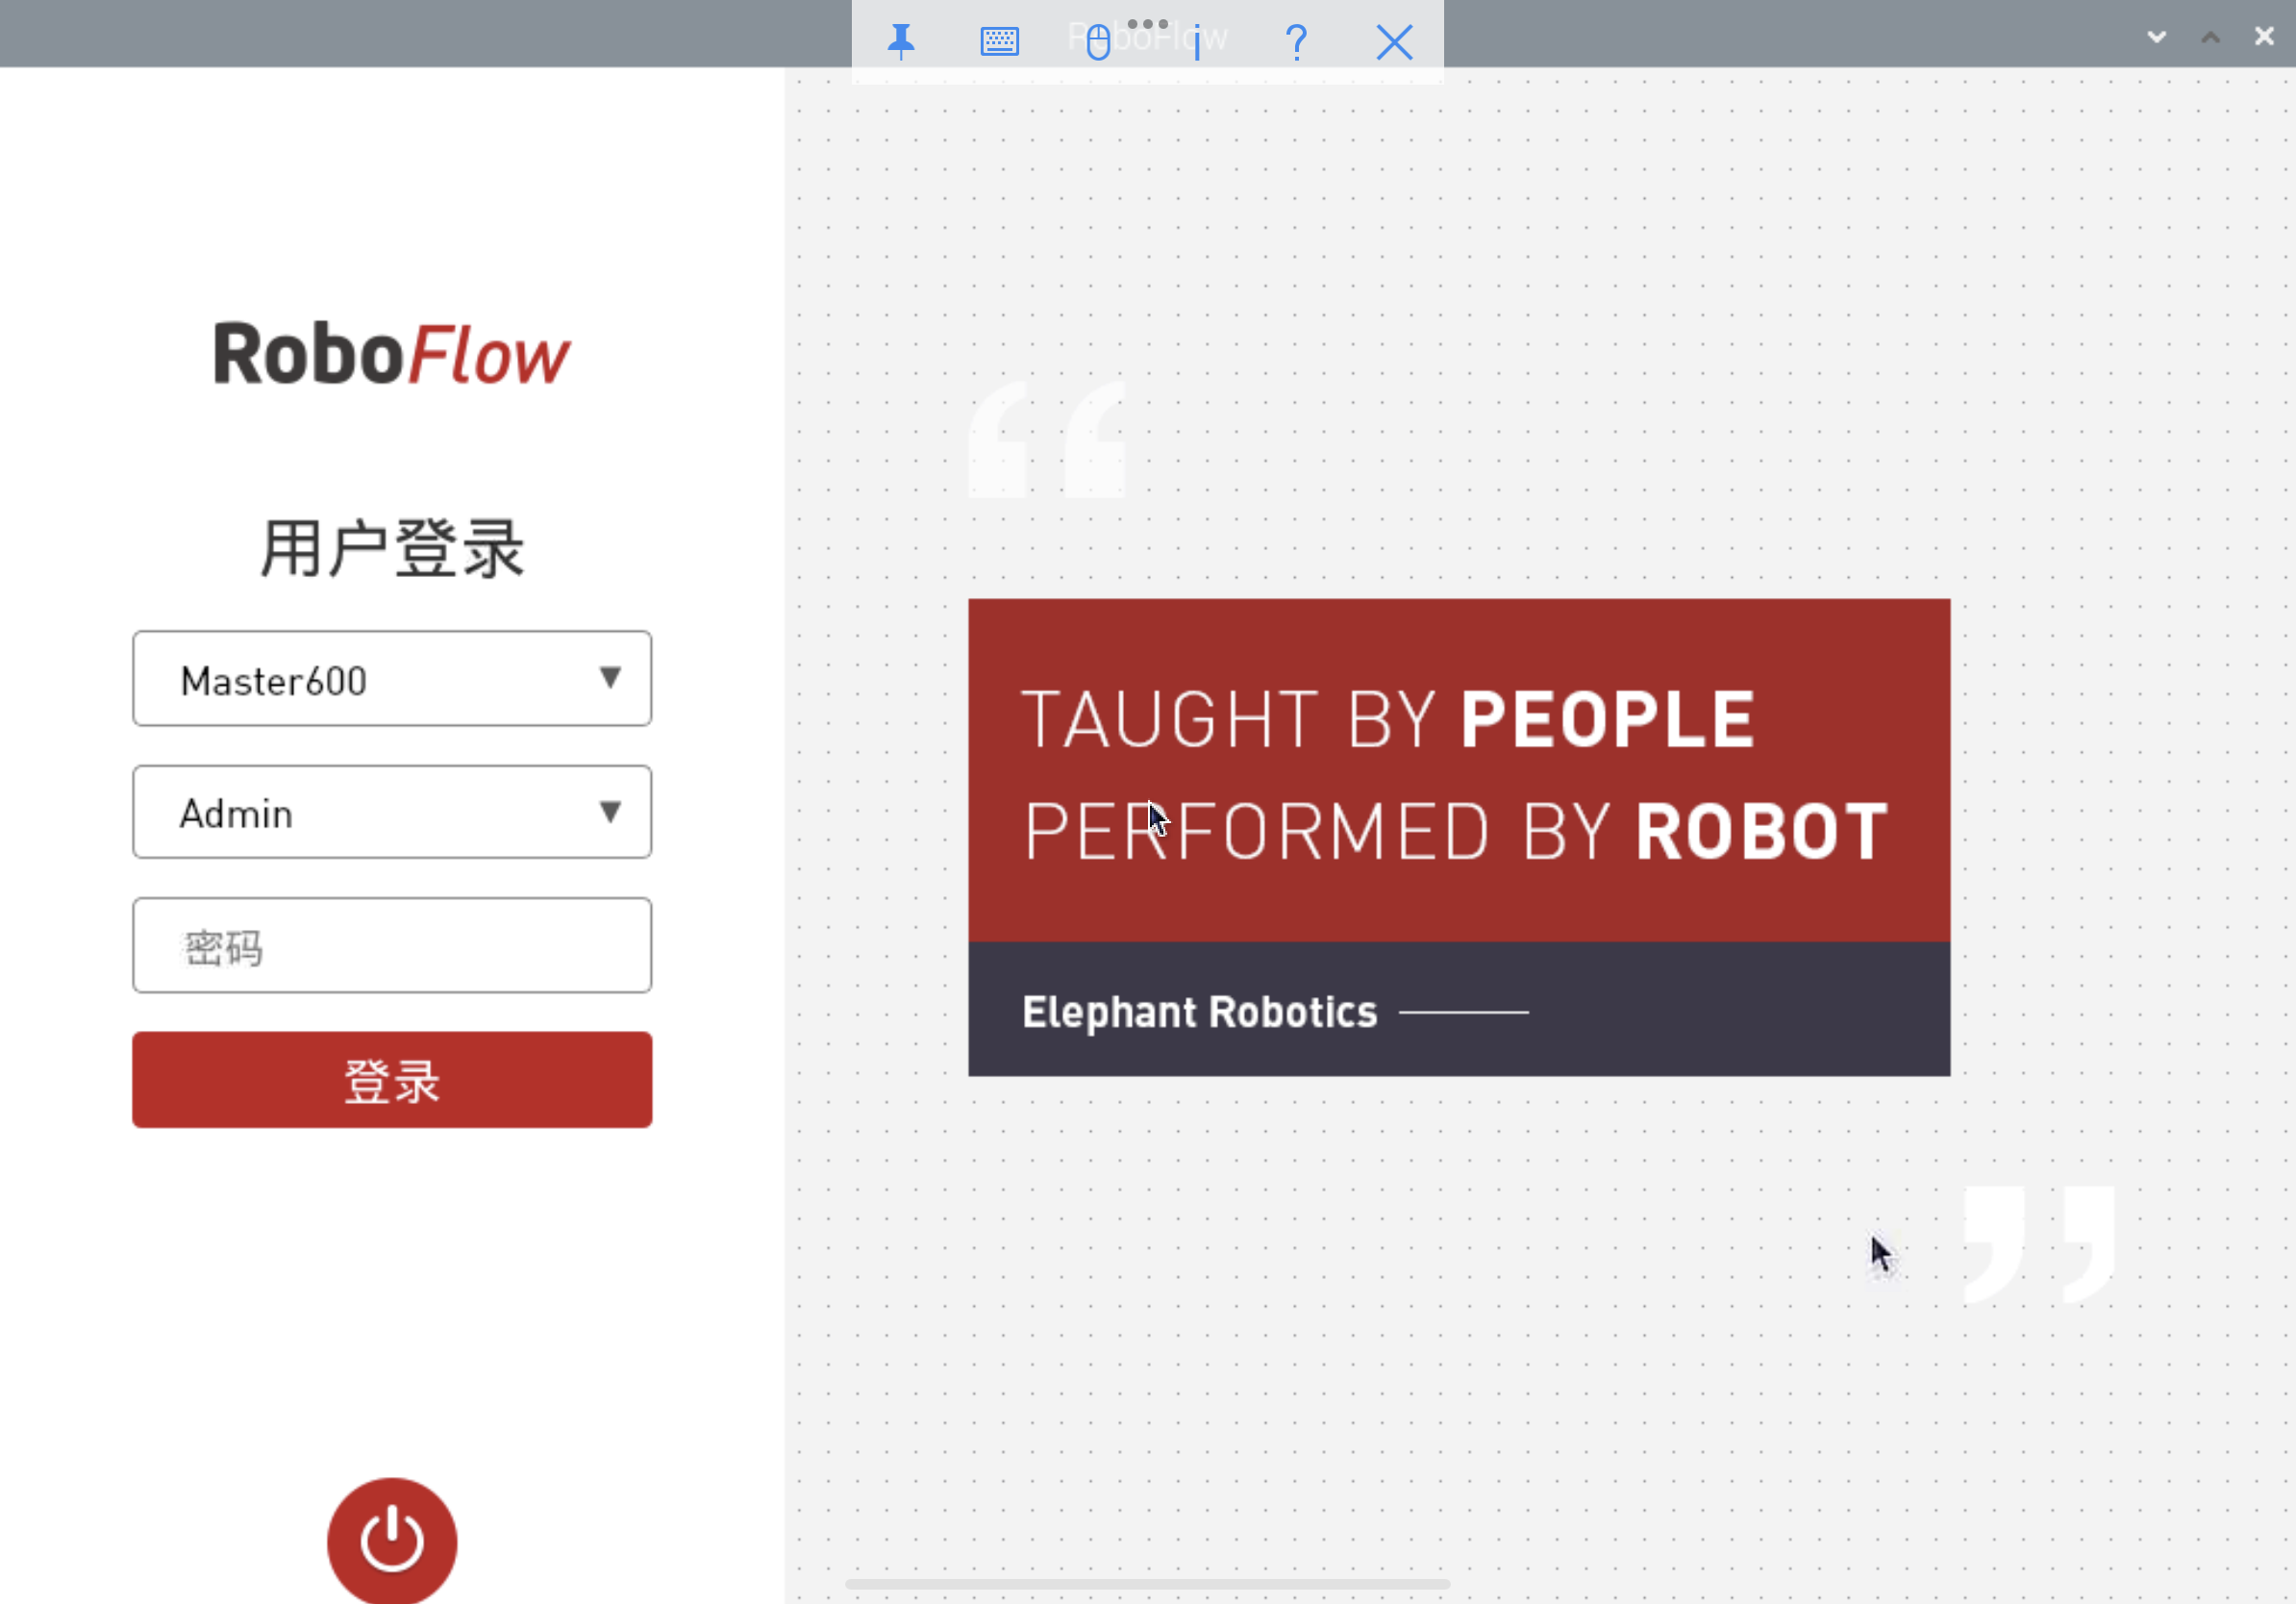 RoboFlow
RoboFlow
用户登录
Master600
Admin
密码
登录
“
TAUGHT BY PEOPLE
PERFORMED BY ROBOT
Elephant Robotics
”